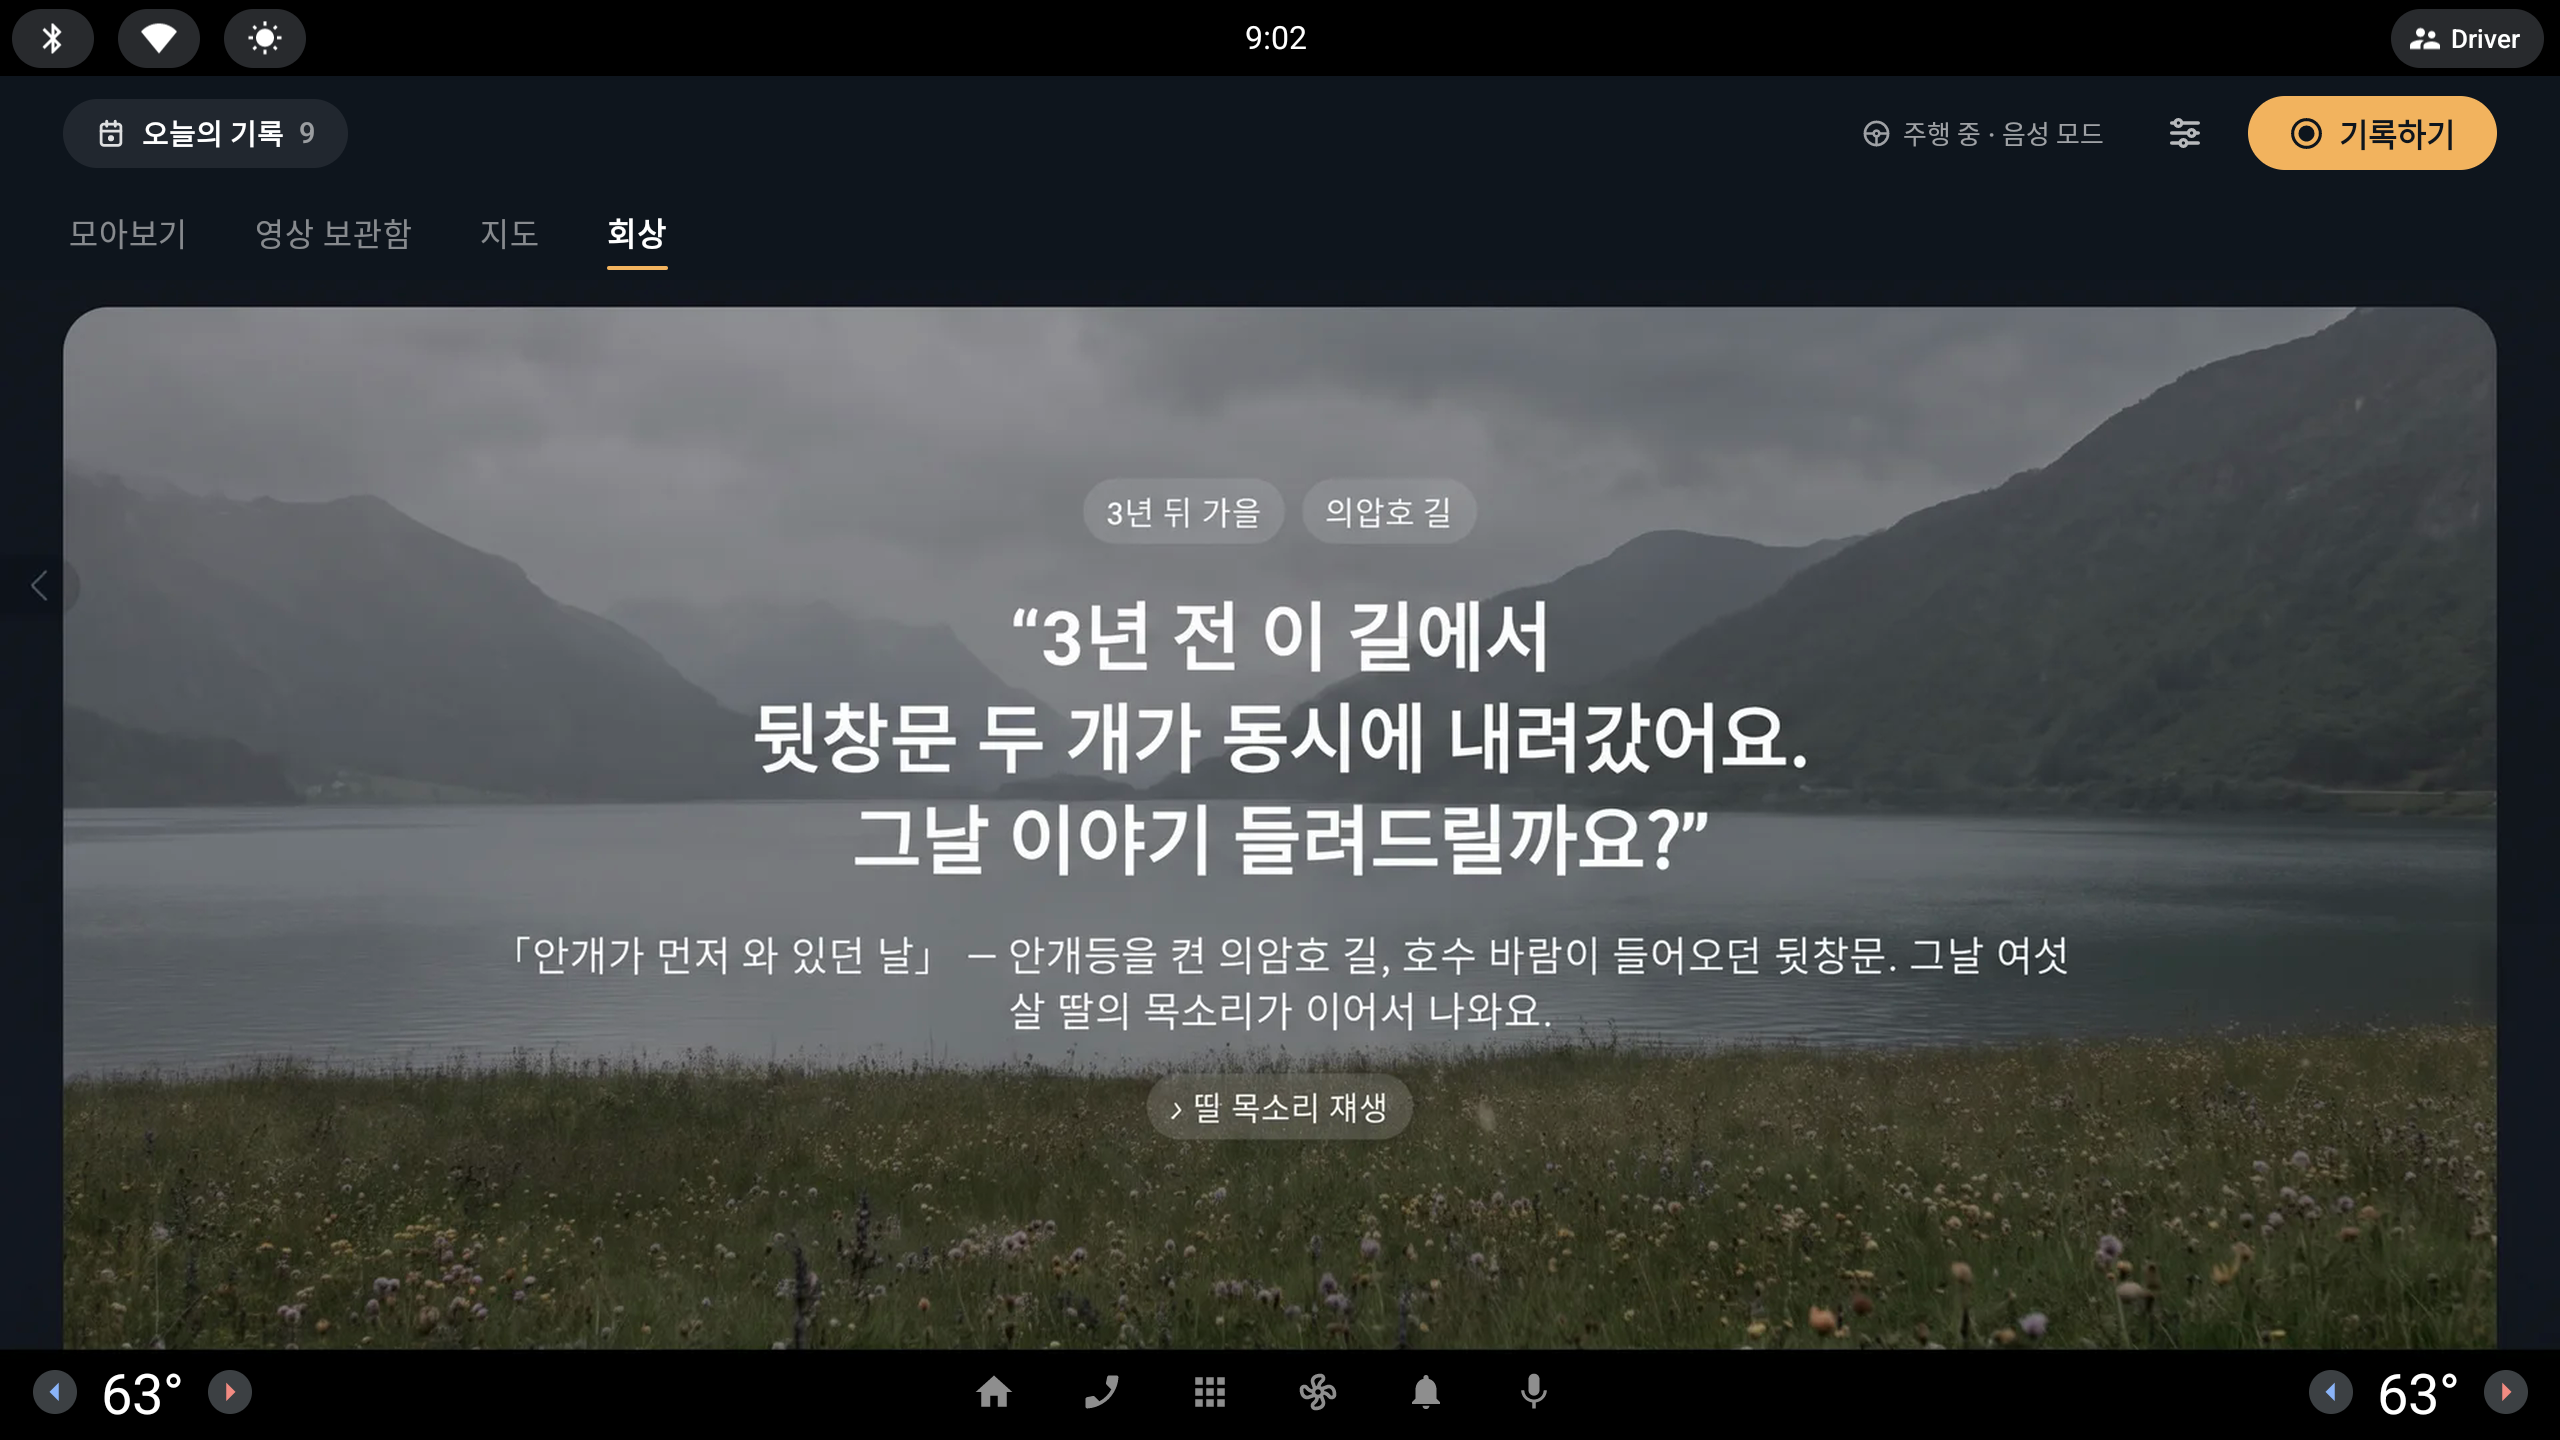 9:02
Driver
오늘의 기록 9
주행 중 · 음성 모드
기록하기
모아보기
영상 보관함
지도
회상
3년 뒤 가을
의압호 길
“3년 전 이 길에서
뒷창문 두 개가 동시에 내려갔어요.
그날 이야기 들려드릴까요?”
「안개가 먼저 와 있던 날」 — 안개등을 켠 의암호 길, 호수 바람이 들어오던 뒷창문. 그날 여섯
살 딸의 목소리가 이어서 나와요.
› 딸 목소리 재생
63°
63°